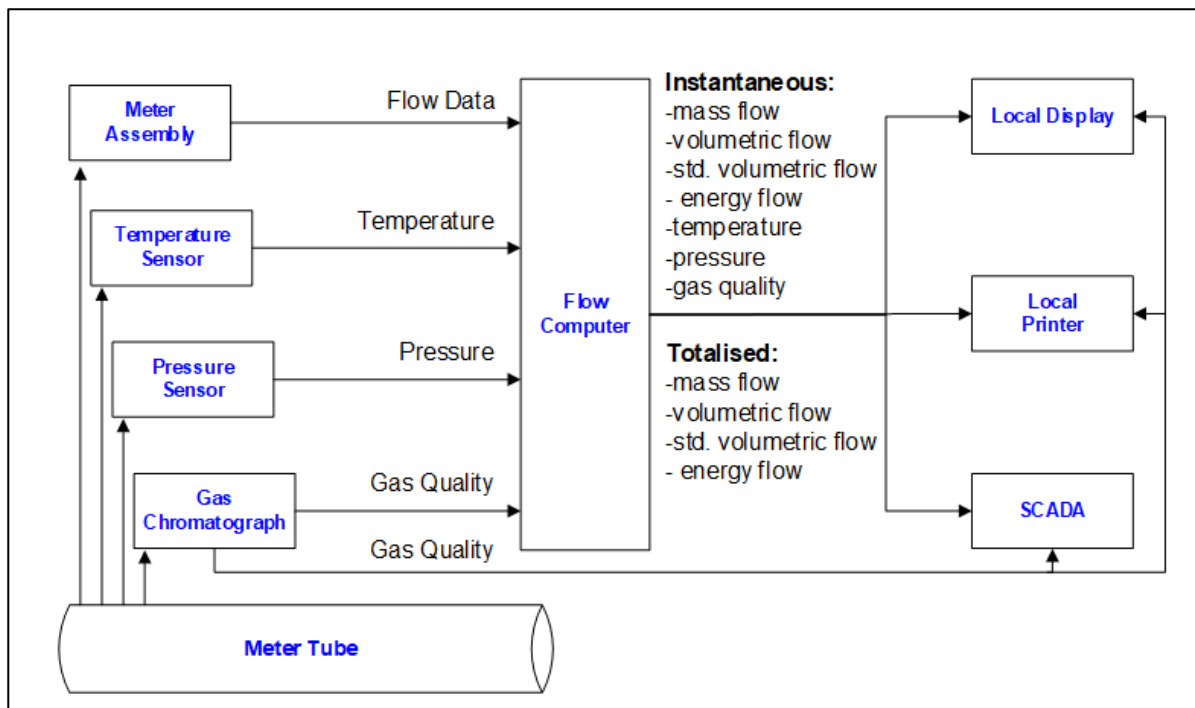 Meter
Assembly
Flow Data
Temperature
Sensor
Temperature
Pressure
Sensor
Pressure
Gas
Chromatograph
Gas Quality
Gas Quality
Meter Tube
Flow
Computer
Instantaneous:
-mass flow
-volumetric flow
-std. volumetric flow
- energy flow
-temperature
-pressure
-gas quality
Totalised:
-mass flow
-volumetric flow
-std. volumetric flow
- energy flow
Local Display
Local
Printer
SCADA